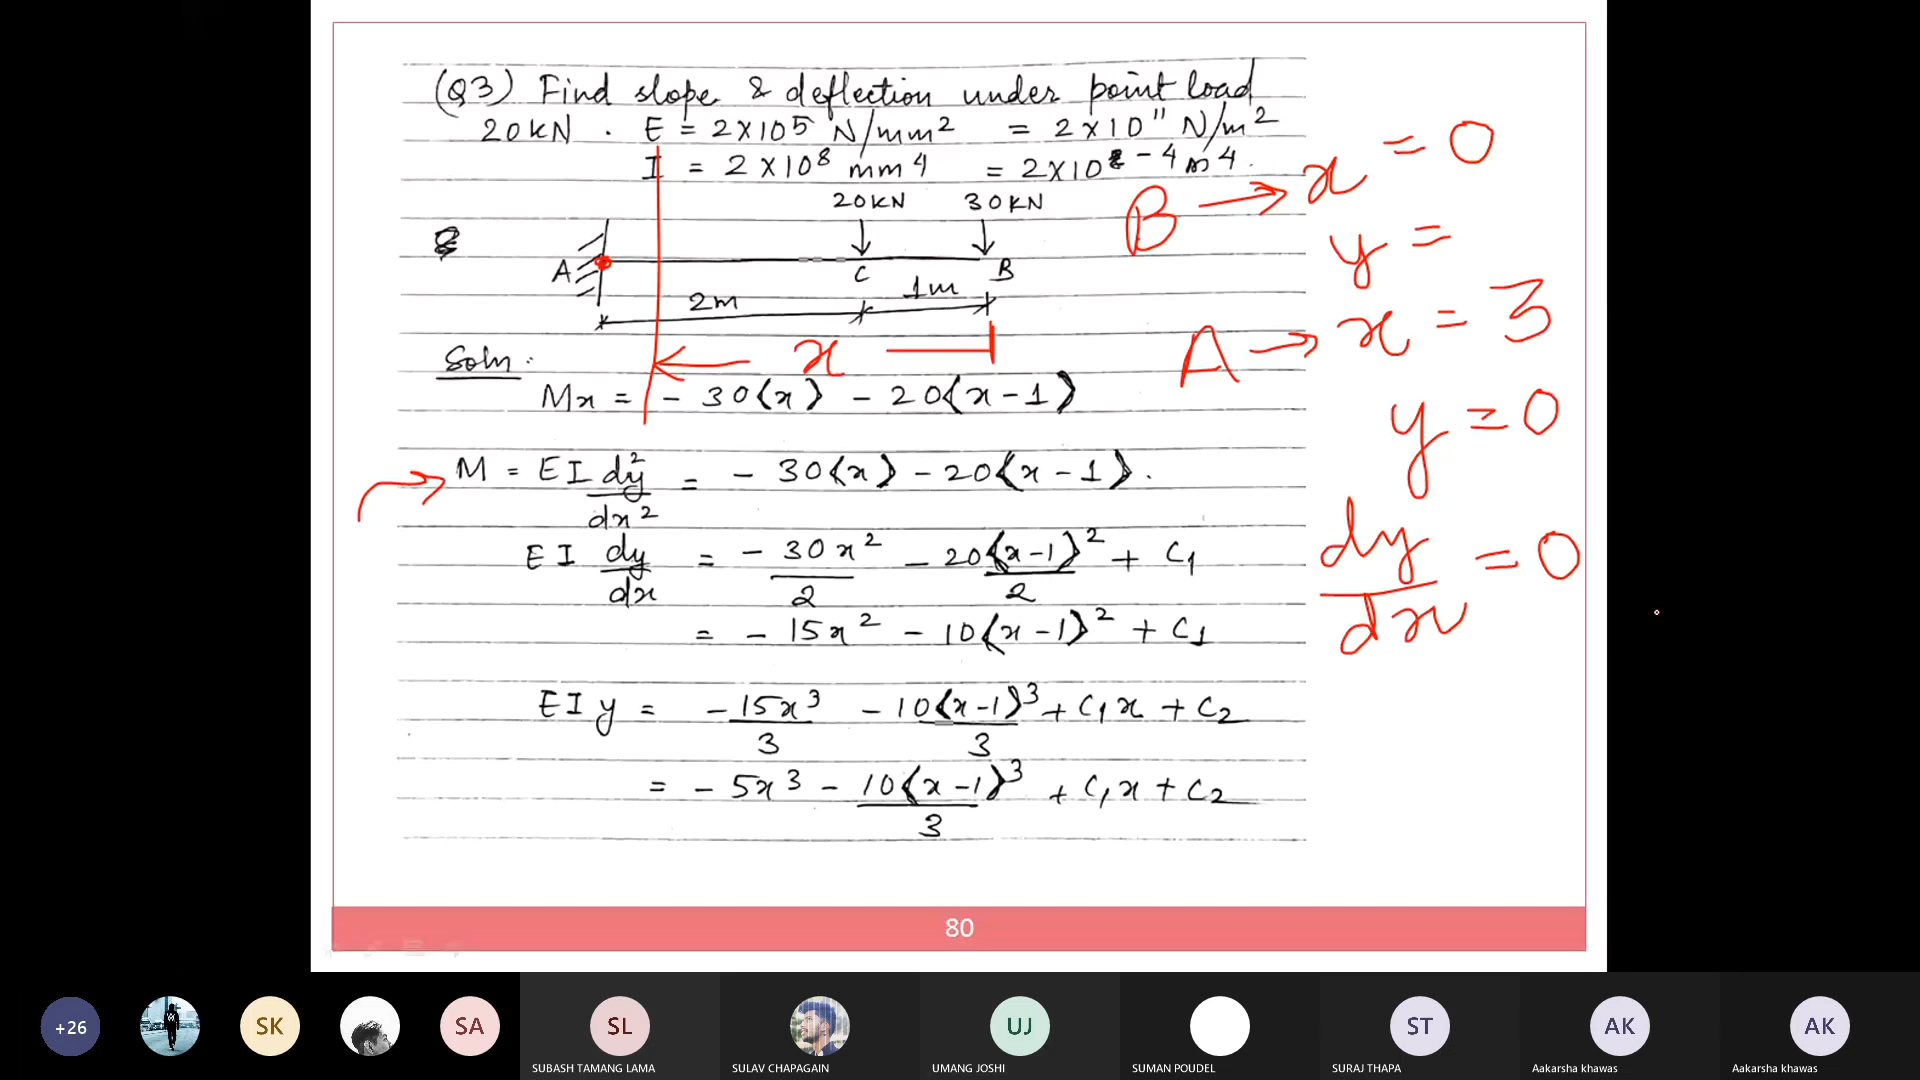 (Q3) Find slope & deflection under point load
20KN . E = 2×10⁵ N/mm² = 2×10¹¹ N/m²
I = 2×10⁸ mm⁴ = 2×10⁻⁴ m⁴.
20KN 30KN
A C B
2m 1m
Soln.
x
Mx = - 30⟨x⟩ - 20⟨x-1⟩
M = EI dy²/dx² = - 30⟨x⟩ - 20⟨x-1⟩.
EI dy/dx = - 30x²/2 - 20⟨x-1⟩²/2 + C₁
= - 15x² - 10⟨x-1⟩² + C₁
EIy = -15x³/3 - 10⟨x-1⟩³/3 + C₁x + C₂
= - 5x³ - 10⟨x-1⟩³/3 + C₁x + C₂
B → x = 0
y =
A → x = 3
y = 0
dy/dx = 0
80
+26
SK
SA
SL
UJ
ST
AK
AK
SUBASH TAMANG LAMA
SULAV CHAPAGAIN
UMANG JOSHI
SUMAN POUDEL
SURAJ THAPA
Aakarsha khawas
Aakarsha khawas